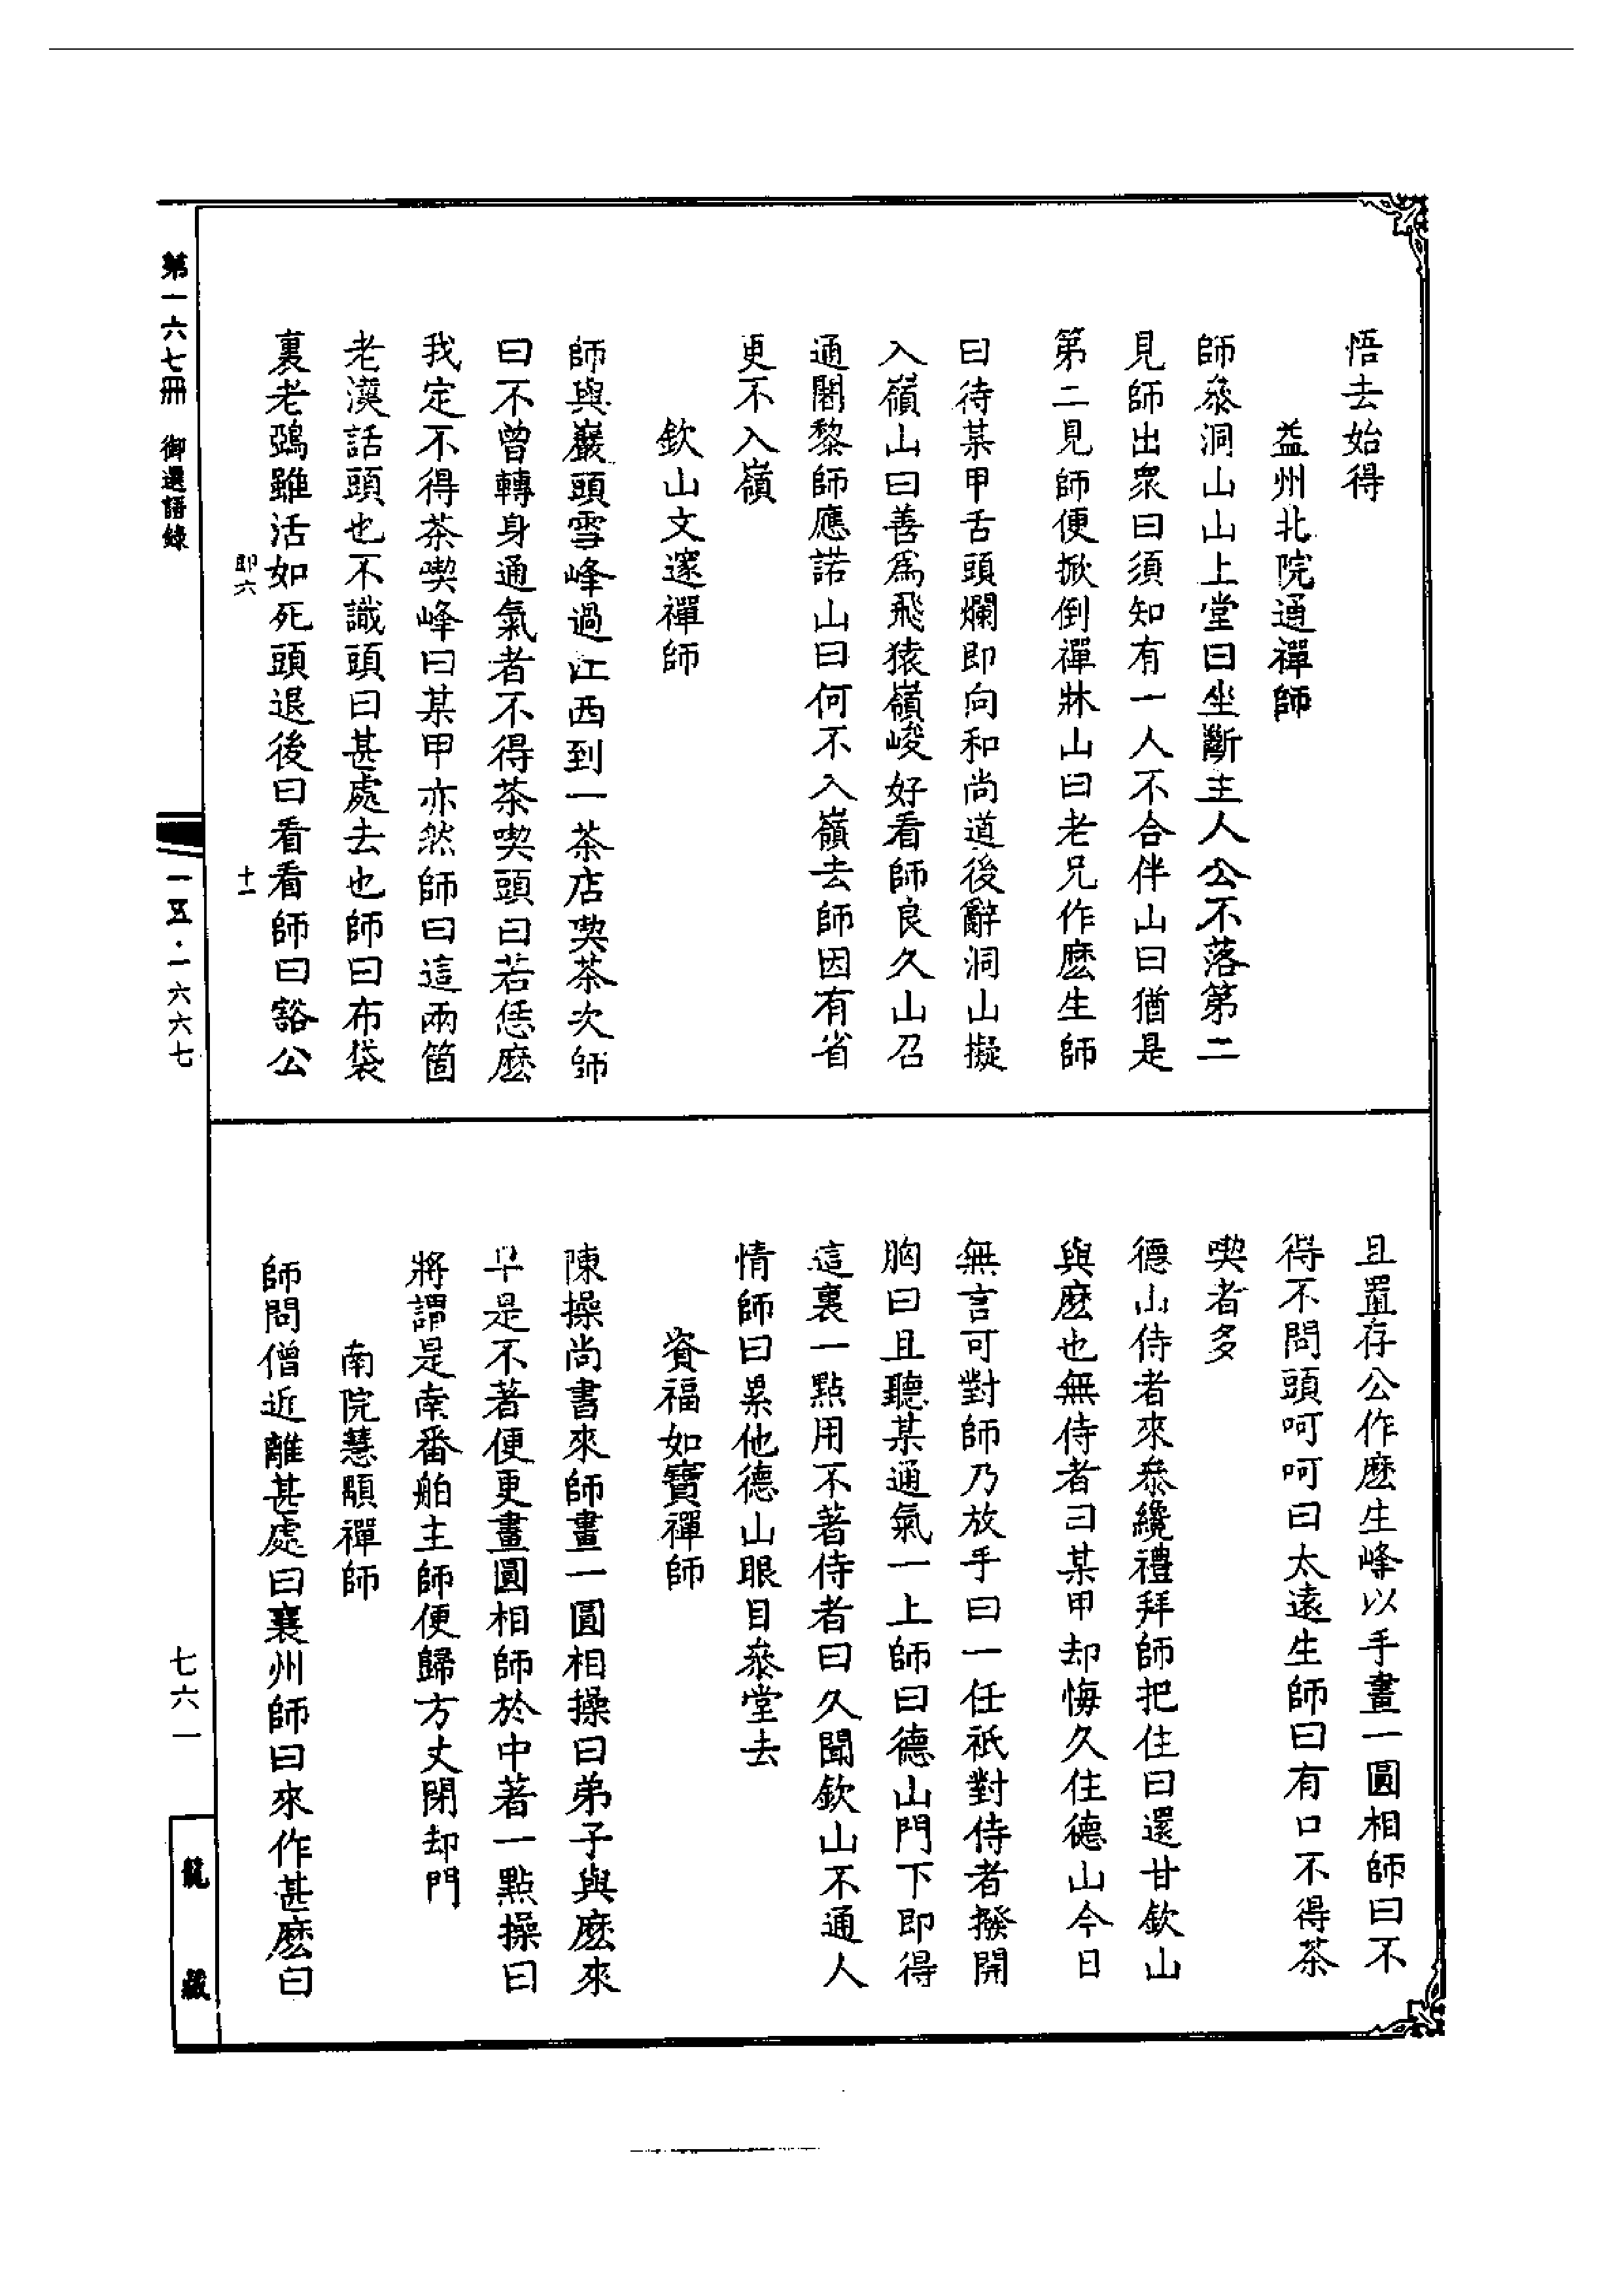 悟去始得
益州北院通禪師
師叅洞山山上堂曰坐斷主人公不落第二
見師出衆曰須知有一人不合伴山曰猶是
第二見師便掀倒禪牀山曰老兄作麽生師
曰待某甲舌頭爛即向和尚道後辭洞山擬
入嶺山曰善爲飛猿嶺峻好看師良久山召
通闍黎師應諾山曰何不入嶺去師因有省
更不入嶺
欽山文邃禪師
師與巖頭雪峰過江西到一茶店喫茶次師
曰不曾轉身通氣者不得茶喫頭曰若恁麽
我定不得茶喫峰曰某甲亦然師曰這兩箇
老漢話頭也不識頭曰甚處去也師曰布袋
裏老鴉雖活如死頭退後曰看看師曰豁公
即六
十一
且置存公作麽生峰以手畫一圓相師曰不
得不問頭呵呵曰太遠生師曰有口不得茶
喫者多
德山侍者來叅纔禮拜師把住曰還甘欽山
與麽也無侍者曰某甲却悔久住德山今日
無言可對師乃放手曰一任祇對侍者撥開
胸曰且聽某通氣一上師曰德山門下即得
這裏一點用不著侍者曰久聞欽山不通人
情師曰累他德山眼目叅堂去
資福如寶禪師
陳操尚書來師畫一圓相操曰弟子與麽來
早是不著便更畫圓相師於中著一點操曰
將謂是南番舶主師便歸方丈閉却門
南院慧顒禪師
師問僧近離甚處曰襄州師曰來作甚麽曰
第一六七冊 御選語錄
一五·一六六七
七六一
龍藏